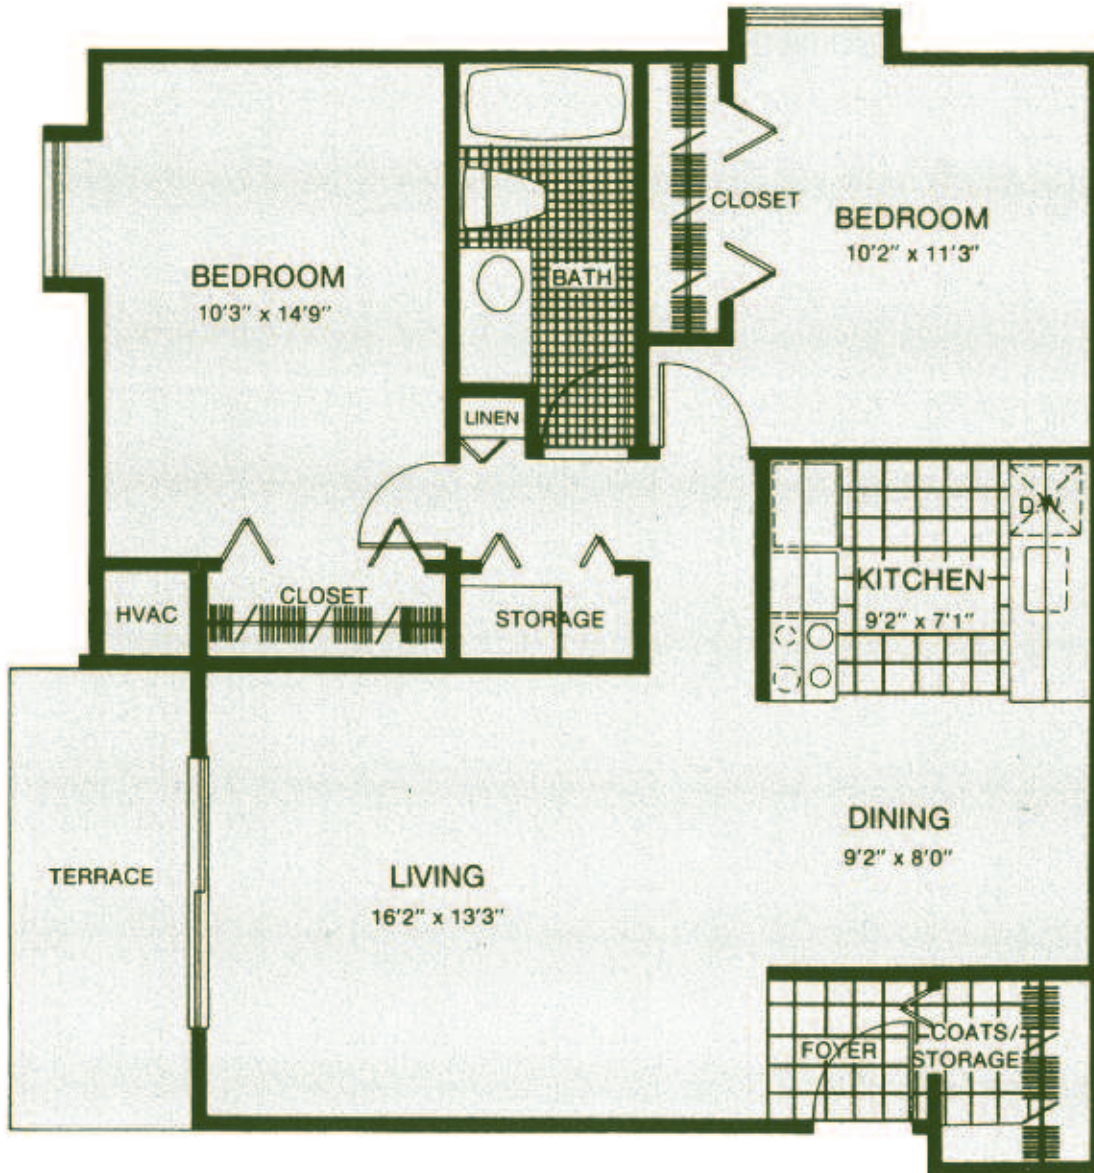 CLOSET
BEDROOM
10'2" x 11'3"
BEDROOM
10'3" x 14'9"
BATH
LINEN
D.W.
KITCHEN
9'2" x 7'1"
HVAC
CLOSET
STORAGE
DINING
9'2" x 8'0"
TERRACE
LIVING
16'2" x 13'3"
FOYER
COATS/
STORAGE